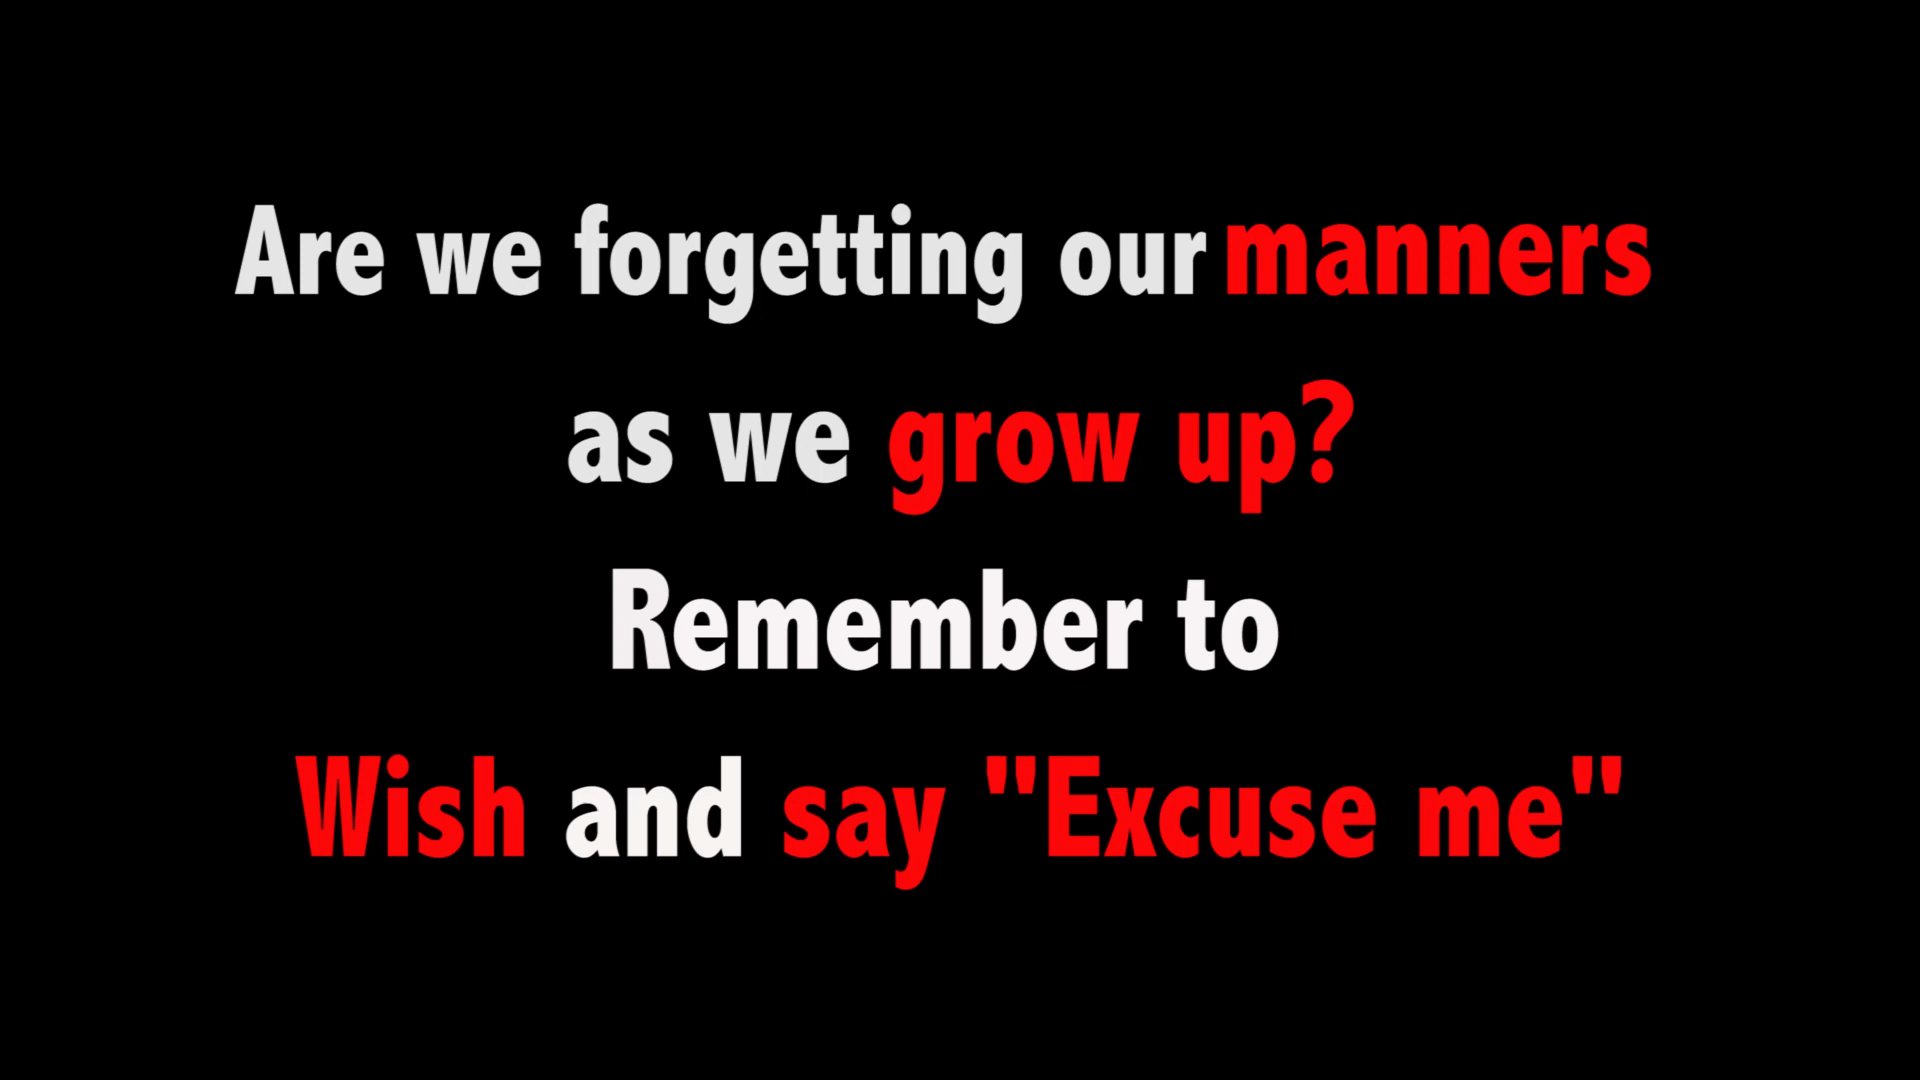 Are we forgetting our manners
as we grow up?
Remember to
Wish and say "Excuse me"